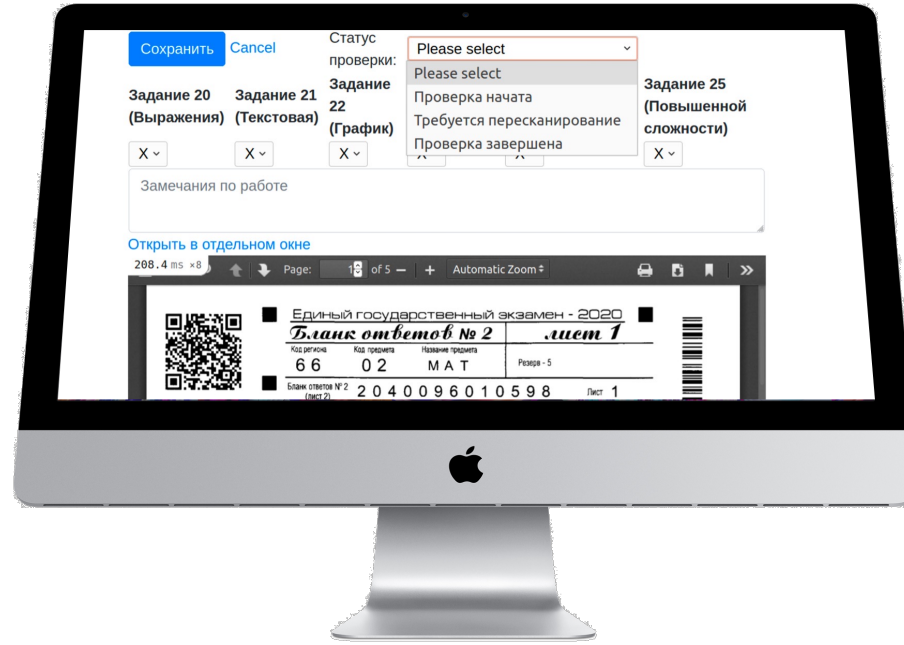 Сохранить Cancel
Статус проверки:
Please select
Please select
Проверка начата
Требуется пересканирование
Проверка завершена
Задание 20 (Выражения)
Задание 21 (Текстовая)
Задание 22 (График)
Задание 25 (Повышенной сложности)
X X X X
Замечания по работе
Открыть в отдельном окне
208.4 ms ×8
Page: 1 of 5 Automatic Zoom
Единый государственный экзамен - 2020
Бланк ответов № 2 лист 1
Код региона Код предмета Название предмета
66 02 МАТ Резерв - 5
Бланк ответов № 2 (лист 2) 2040096010598 Лист 1